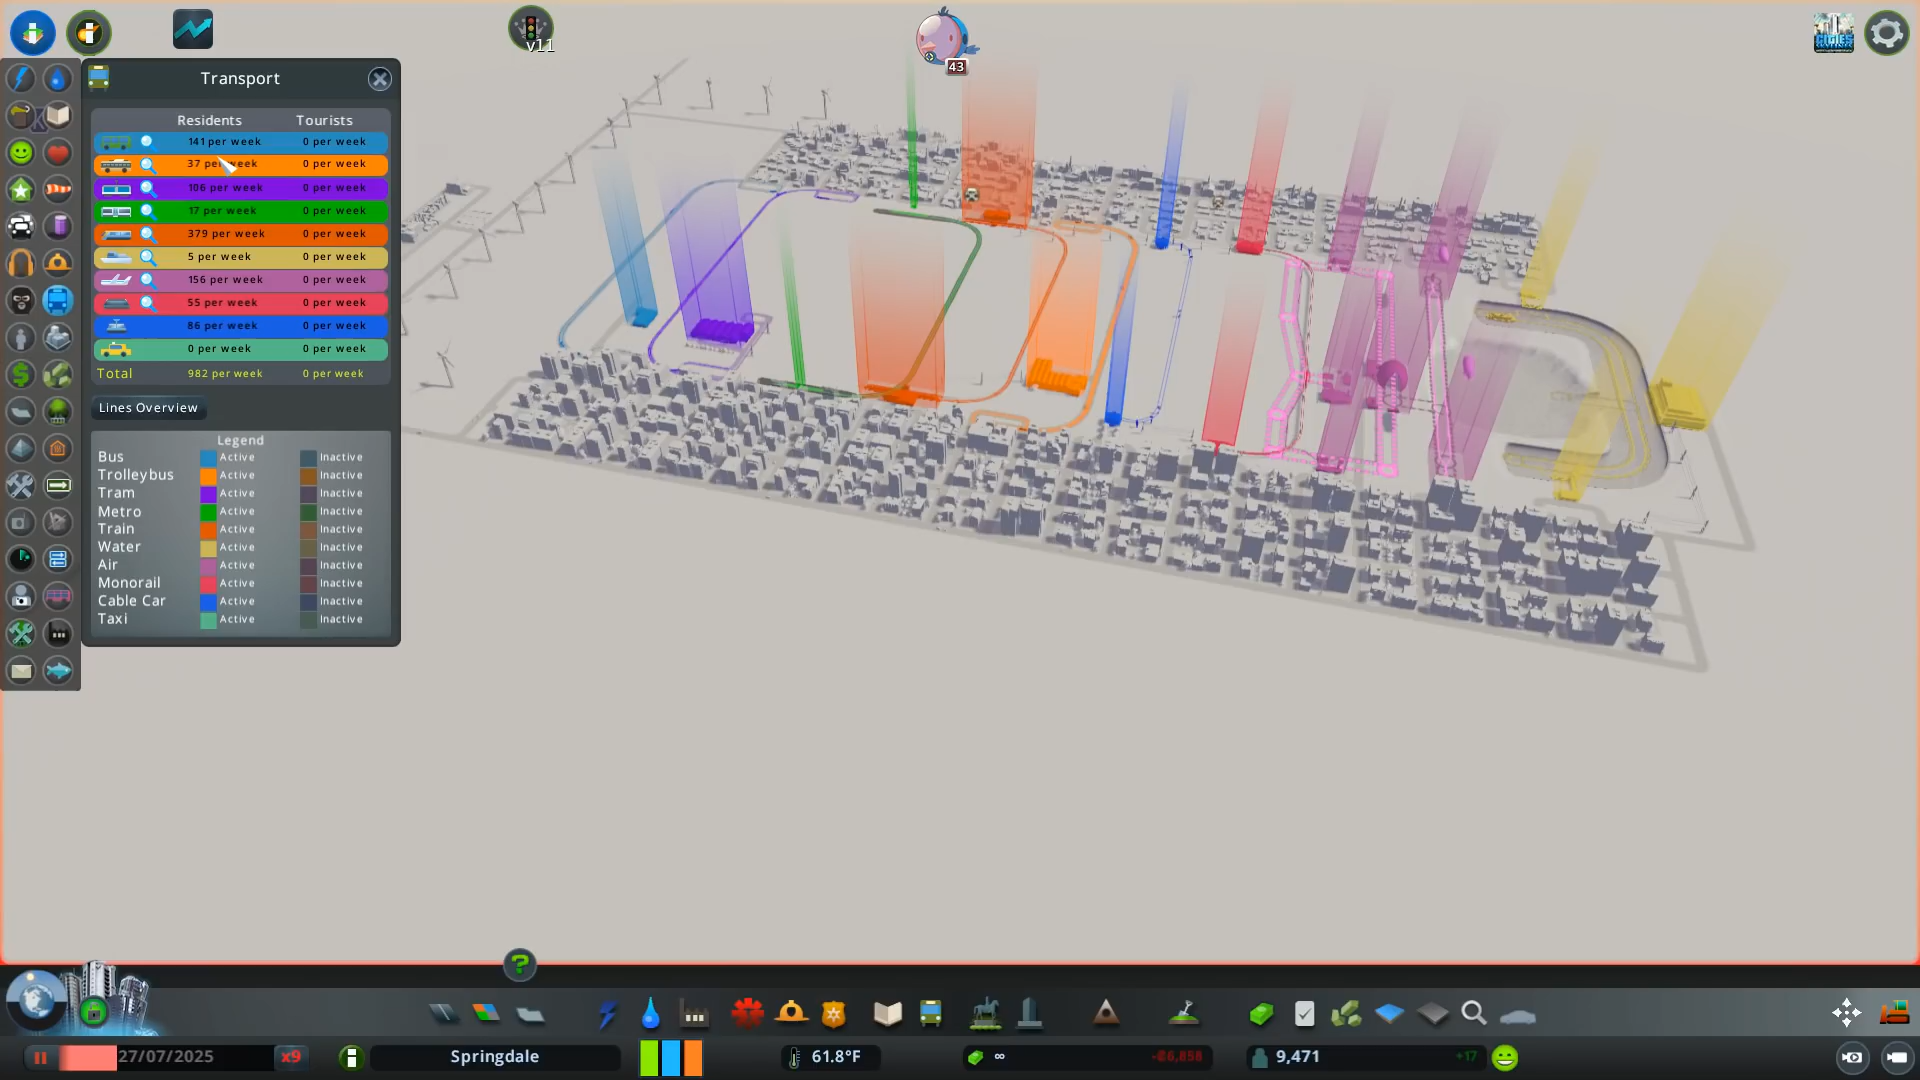 v11
43
CITIES
Transport
Residents Tourists
141 per week 0 per week
37 per week 0 per week
106 per week 0 per week
17 per week 0 per week
379 per week 0 per week
5 per week 0 per week
156 per week 0 per week
55 per week 0 per week
86 per week 0 per week
0 per week 0 per week
Total 982 per week 0 per week
Lines Overview
Legend
Bus Active Inactive
Trolleybus Active Inactive
Tram Active Inactive
Metro Active Inactive
Train Active Inactive
Water Active Inactive
Air Active Inactive
Monorail Active Inactive
Cable Car Active Inactive
Taxi Active Inactive
?
27/07/2025 x9 Springdale 61.8°F ∞ -₡6,858 9,471 +17